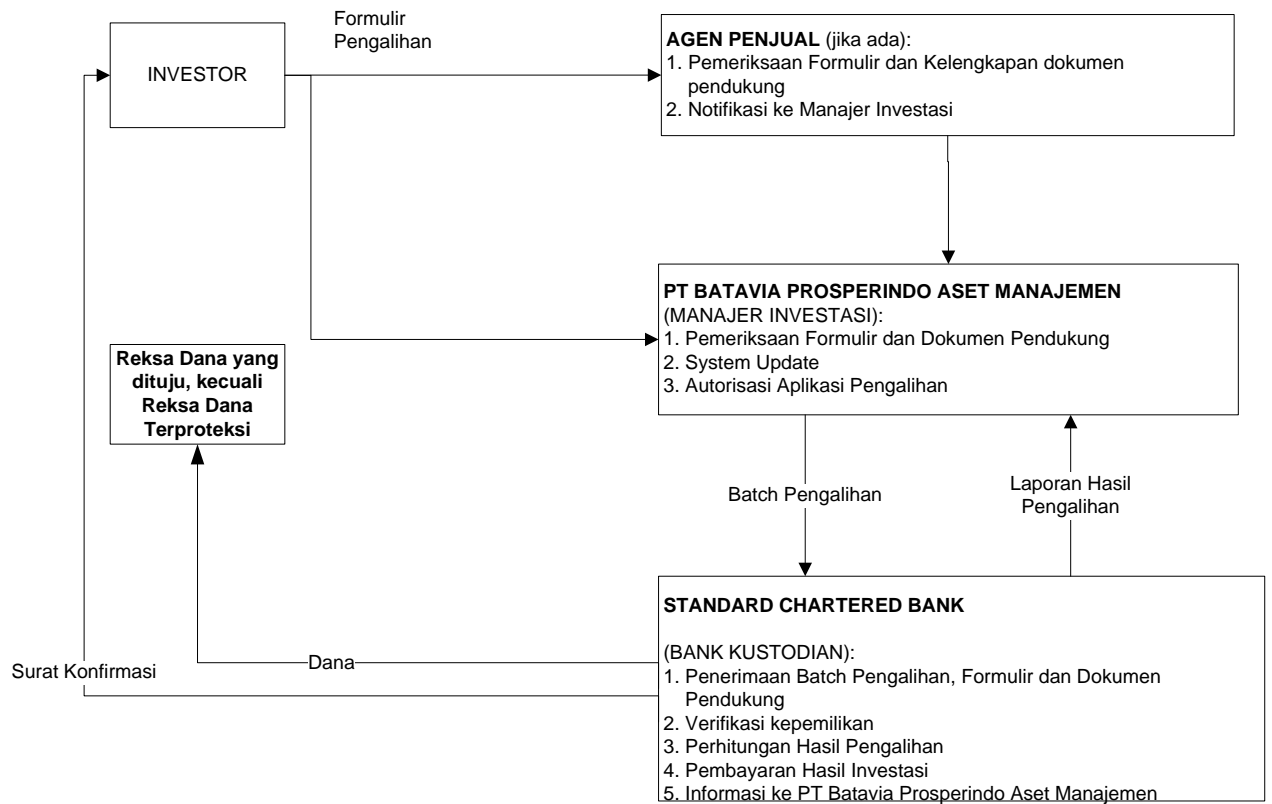 Formulir
Pengalihan
INVESTOR
AGEN PENJUAL (jika ada):
1. Pemeriksaan Formulir dan Kelengkapan dokumen
pendukung
2. Notifikasi ke Manajer Investasi
PT BATAVIA PROSPERINDO ASET MANAJEMEN
(MANAJER INVESTASI):
1. Pemeriksaan Formulir dan Dokumen Pendukung
2. System Update
3. Autorisasi Aplikasi Pengalihan
Reksa Dana yang
dituju, kecuali
Reksa Dana
Terproteksi
Batch Pengalihan
Laporan Hasil
Pengalihan
STANDARD CHARTERED BANK
(BANK KUSTODIAN):
1. Penerimaan Batch Pengalihan, Formulir dan Dokumen
Pendukung
2. Verifikasi kepemilikan
3. Perhitungan Hasil Pengalihan
4. Pembayaran Hasil Investasi
5. Informasi ke PT Batavia Prosperindo Aset Manajemen
Dana
Surat Konfirmasi